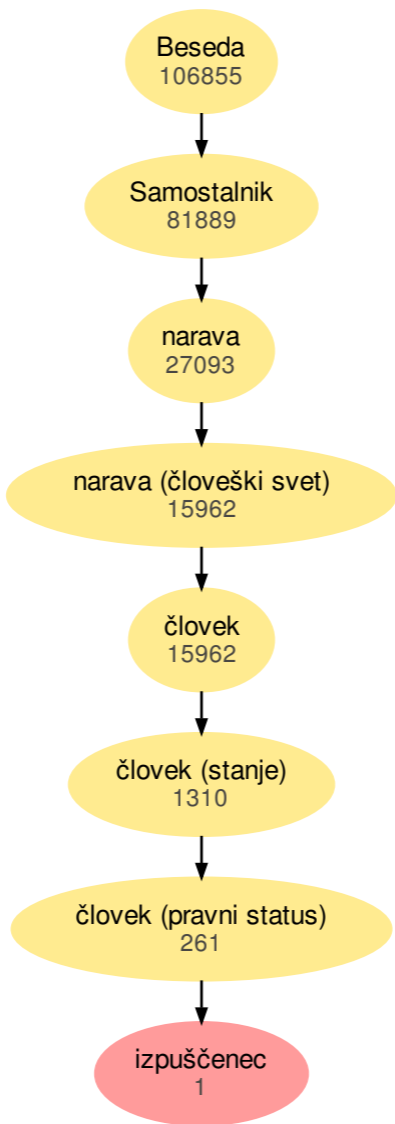 Beseda
106855
Samostalnik
81889
narava
27093
narava (človeški svet)
15962
človek
15962
človek (stanje)
1310
človek (pravni status)
261
izpuščenec
1